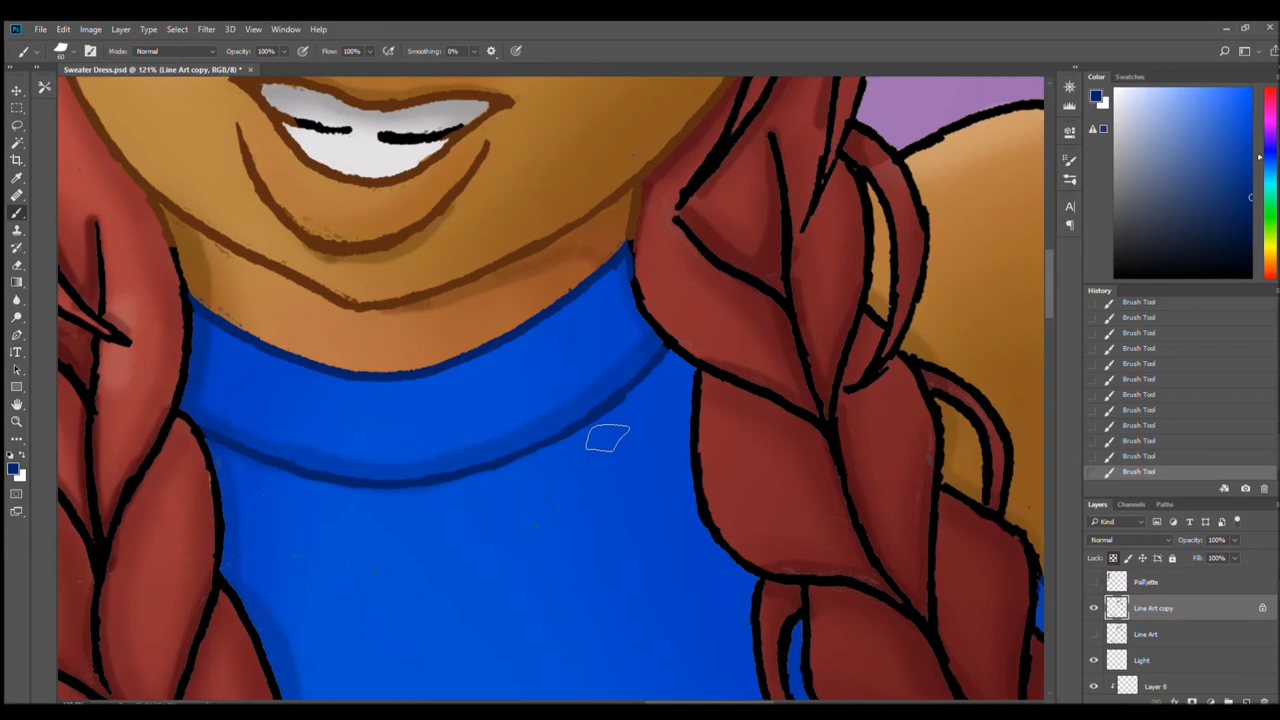 Ps File Edit Image Layer Type Select Filter 3D View Window Help
60 Mode: Normal Opacity: 100% Flow: 100% Smoothing: 0%
Sweater Dress.psd @ 121% (Line Art copy, RGB/8) * ×
Color Swatches
History
Brush Tool
Brush Tool
Brush Tool
Brush Tool
Brush Tool
Brush Tool
Brush Tool
Brush Tool
Brush Tool
Brush Tool
Brush Tool
Brush Tool
Layers Channels Paths
Kind
Normal Opacity: 100%
Lock: Fill: 100%
Pallette
Line Art copy
Line Art
Light
Layer 8